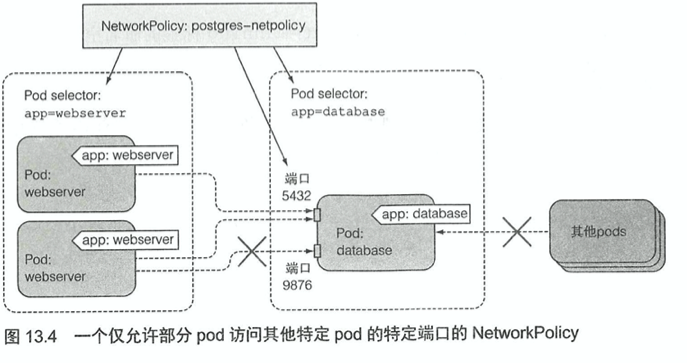 NetworkPolicy: postgres-netpolicy
Pod selector:
app=webserver
app: webserver
Pod:
webserver
app: webserver
Pod:
webserver
Pod selector:
app=database
端口
5432
app: database
Pod:
database
端口
9876
其他pods
图 13.4 一个仅允许部分 pod 访问其他特定 pod 的特定端口的 NetworkPolicy